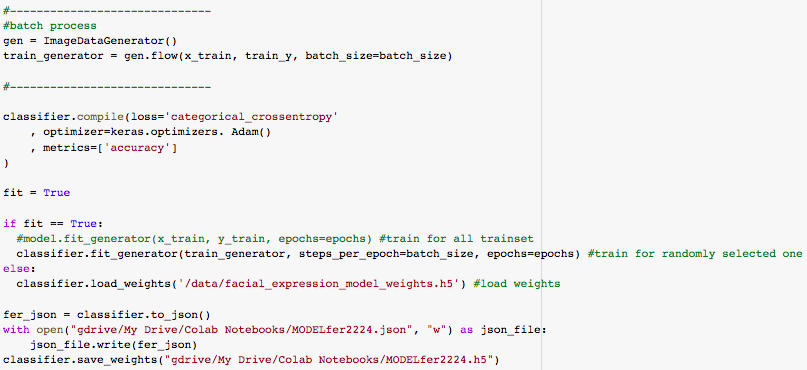 #-----------------------------
#batch process
gen = ImageDataGenerator()
train_generator = gen.flow(x_train, train_y, batch_size=batch_size)
#-----------------------------
classifier.compile(loss='categorical_crossentropy'
    , optimizer=keras.optimizers. Adam()
    , metrics=['accuracy']
)
fit = True
if fit == True:
  #model.fit_generator(x_train, y_train, epochs=epochs) #train for all trainset
  classifier.fit_generator(train_generator, steps_per_epoch=batch_size, epochs=epochs) #train for randomly selected one
else:
  classifier.load_weights('/data/facial_expression_model_weights.h5') #load weights
fer_json = classifier.to_json()
with open("gdrive/My Drive/Colab Notebooks/MODELfer2224.json", "w") as json_file:
    json_file.write(fer_json)
classifier.save_weights("gdrive/My Drive/Colab Notebooks/MODELfer2224.h5")